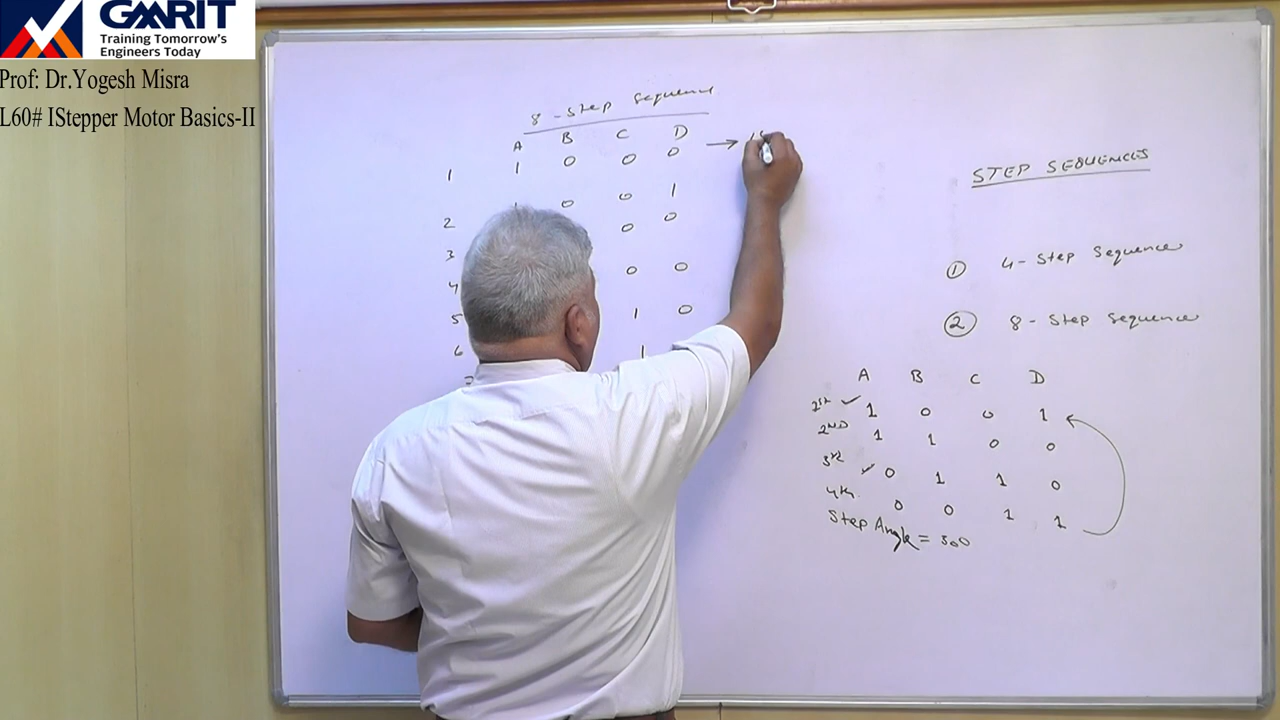 GMRIT
Training Tomorrow's
Engineers Today
Prof: Dr.Yogesh Misra
L60# IStepper Motor Basics-II
8-Step Sequence
A B C D
1 1 0 0 0
0 0 1
2 0 0
3
0 0
4
5 1 0
6 1
STEP SEQUENCES
1 4-Step Sequence
2 8-Step Sequence
A B C D
1 0 0 1
2ND 1 1 0 0
0 1 1 0
4th 0 0 1 1
Step Angle = 300